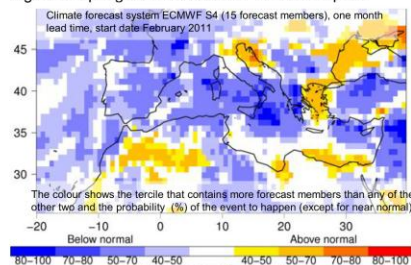 Climate forecast system ECMWF S4 (15 forecast members), one month
lead time, start date February 2011
45
40
35
30
The colour shows the tercile that contains more forecast members than any of the
other two and the probability (%) of the event to happen (except for near normal)
−20 −10 0 10 20 30
Below normal Above normal
80−100 70−80 50−70 40−50 40−50 50−70 70−80 80−100